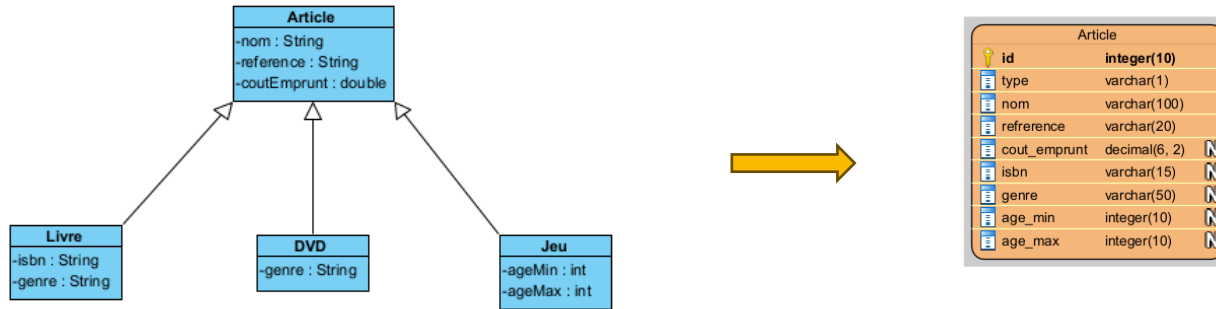 Article
-nom : String
-reference : String
-coutEmprunt : double
Livre
-isbn : String
-genre : String
DVD
-genre : String
Jeu
-ageMin : int
-ageMax : int
Article
id integer(10)
type varchar(1)
nom varchar(100)
refrerence varchar(20)
cout_emprunt decimal(6, 2) N
isbn varchar(15) N
genre varchar(50) N
age_min integer(10) N
age_max integer(10) N